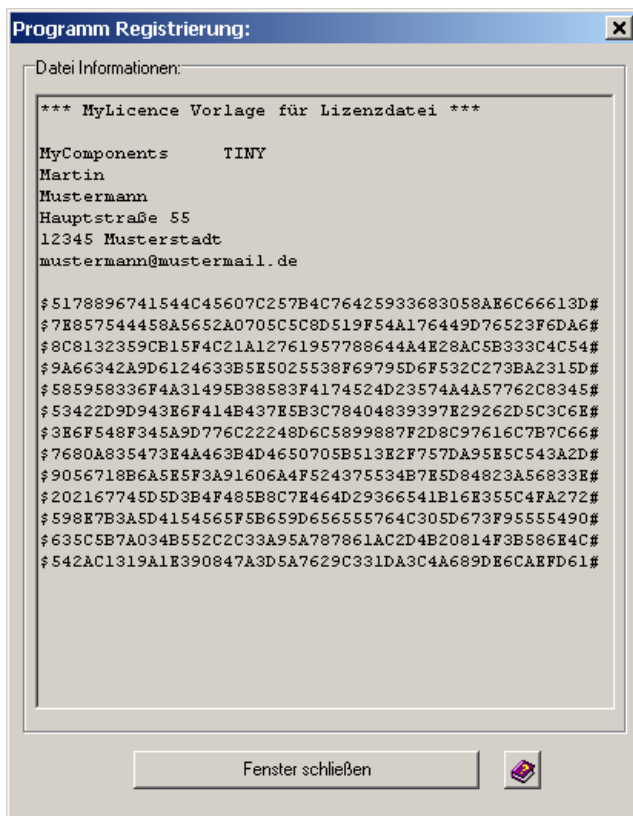 Programm Registrierung:
Datei Informationen:
*** MyLicence Vorlage für Lizenzdatei ***
MyComponents TINY
Martin
Mustermann
Hauptstraße 55
12345 Musterstadt
mustermann@mustermail.de
$5178896741544C45607C257B4C76425933683058AE6C66613D#
$7E857544458A5652A0705C5C8D519F54A176449D76523F6DA6#
$8C8132359CB15F4C21A12761957788644A4E28AC5B333C4C54#
$9A66342A9D6124633B5E5025538F69795D6F532C273BA2315D#
$585958336F4A31495B38583F4174524D23574A4A57762C8345#
$53422D9D943E6F414B437E5B3C78404839397E29262D5C3C6E#
$3E6F548F345A9D776C22248D6C5899887F2D8C97616C7B7C66#
$7680A835473E4A463B4D4650705B513E2F757DA95E5C543A2D#
$9056718B6A5E5F3A91606A4F524375534B7E5D84823A56833E#
$202167745D5D3B4F485B8C7E464D29366541B16E355C4FA272#
$598E7B3A5D4154565F5B659D656555764C305D673F95555490#
$635C5B7A034B552C2C33A95A787861AC2D4B20814F3B586E4C#
$542AC1319A1E390847A3D5A7629C331DA3C4A689DE6CAEFD61#
Fenster schließen